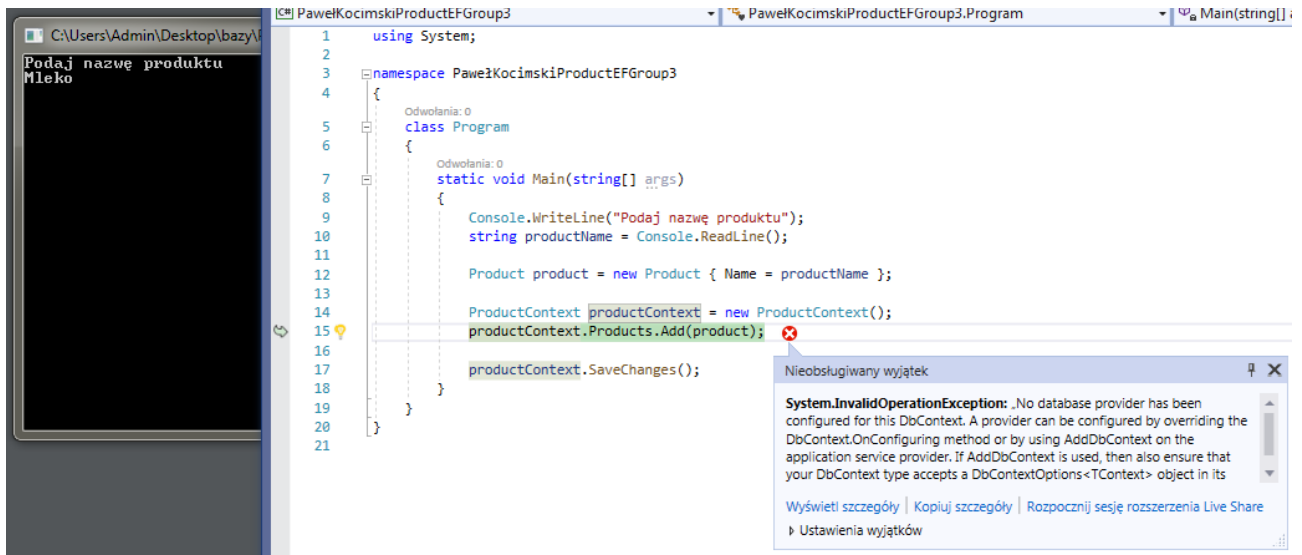 C:\Users\Admin\Desktop\bazy\
Podaj nazwę produktu
Mleko
C# PawełKocimskiProductEFGroup3
PawełKocimskiProductEFGroup3.Program
Main(string[]
1 using System;
2
3 namespace PawełKocimskiProductEFGroup3
4 {
Odwołania: 0
5 class Program
6 {
Odwołania: 0
7 static void Main(string[] args)
8 {
9 Console.WriteLine("Podaj nazwę produktu");
10 string productName = Console.ReadLine();
11
12 Product product = new Product { Name = productName };
13
14 ProductContext productContext = new ProductContext();
15 productContext.Products.Add(product);
16
17 productContext.SaveChanges();
18 }
19 }
20 }
21
Nieobsługiwany wyjątek
System.InvalidOperationException: „No database provider has been
configured for this DbContext. A provider can be configured by overriding the
DbContext.OnConfiguring method or by using AddDbContext on the
application service provider. If AddDbContext is used, then also ensure that
your DbContext type accepts a DbContextOptions<TContext> object in its
Wyświetl szczegóły | Kopiuj szczegóły | Rozpocznij sesję rozszerzenia Live Share
Ustawienia wyjątków